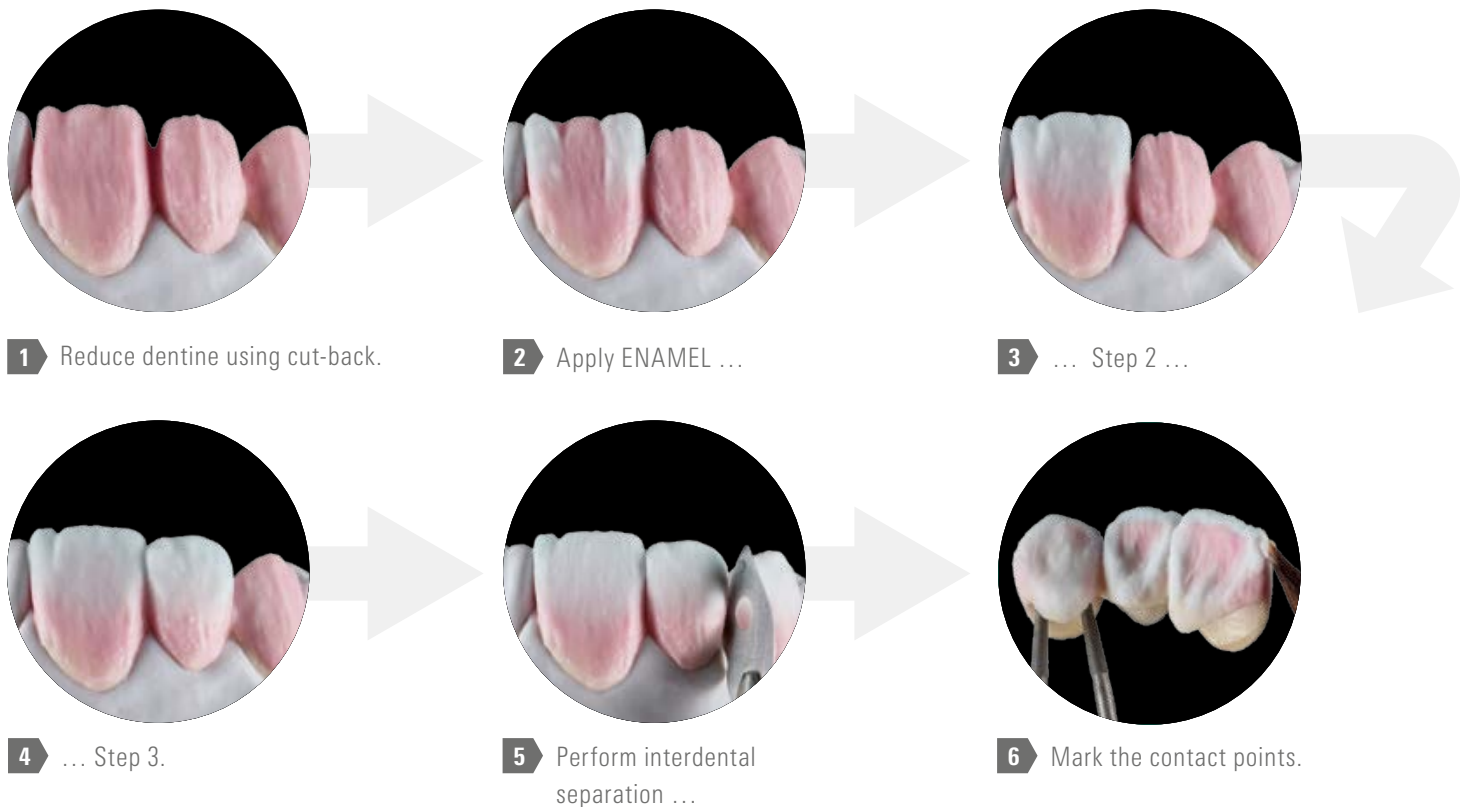 1 Reduce dentine using cut-back.
2 Apply ENAMEL …
3 … Step 2 …
4 … Step 3.
5 Perform interdental
separation …
6 Mark the contact points.